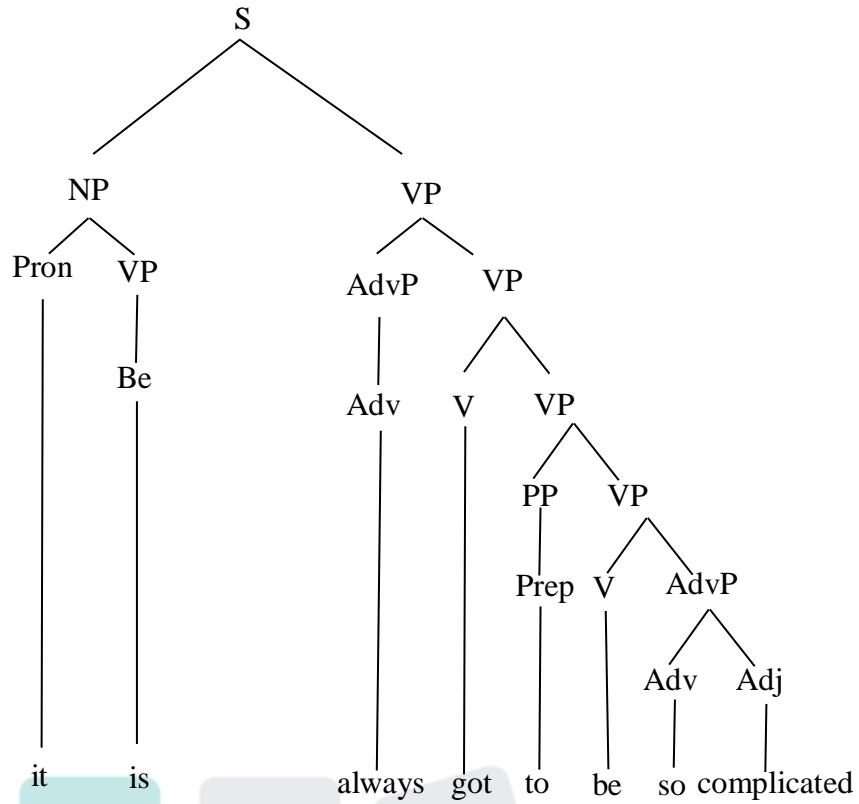 S
NP VP
Pron VP AdvP VP
Be Adv V VP
PP VP
Prep V AdvP
Adv Adj
it is always got to be so complicated